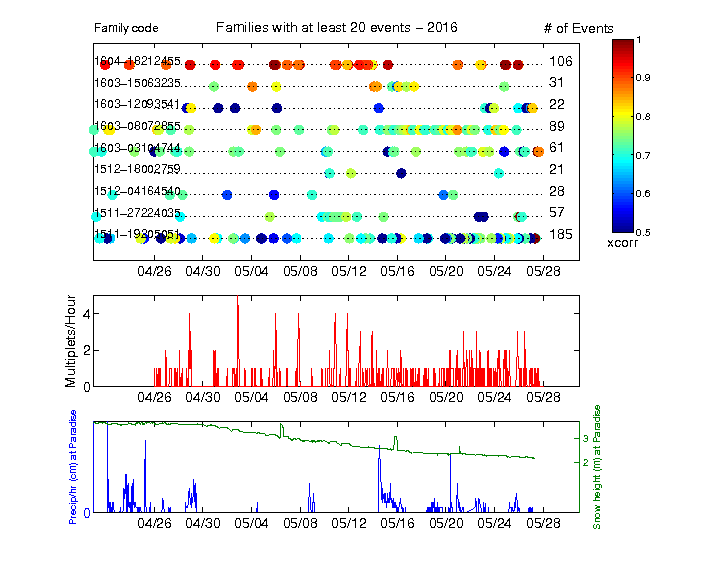 Family code Families with at least 20 events − 2016 # of Events
1604−18212455 106
1603−15063235 31
1603−12093541 22
1603−08072855 89
1603−03104744 61
1512−18002759 21
1512−04164540 28
1511−27224035 57
1511−19205051 185
04/26 04/30 05/04 05/08 05/12 05/16 05/20 05/24 05/28
1
0.9
0.8
0.7
0.6
0.5
xcorr
Multiplets/Hour
4
2
0
04/26 04/30 05/04 05/08 05/12 05/16 05/20 05/24 05/28
Precip/hr (cm) at Paradise
0
3
2
Snow height (m) at Paradise
04/26 04/30 05/04 05/08 05/12 05/16 05/20 05/24 05/28